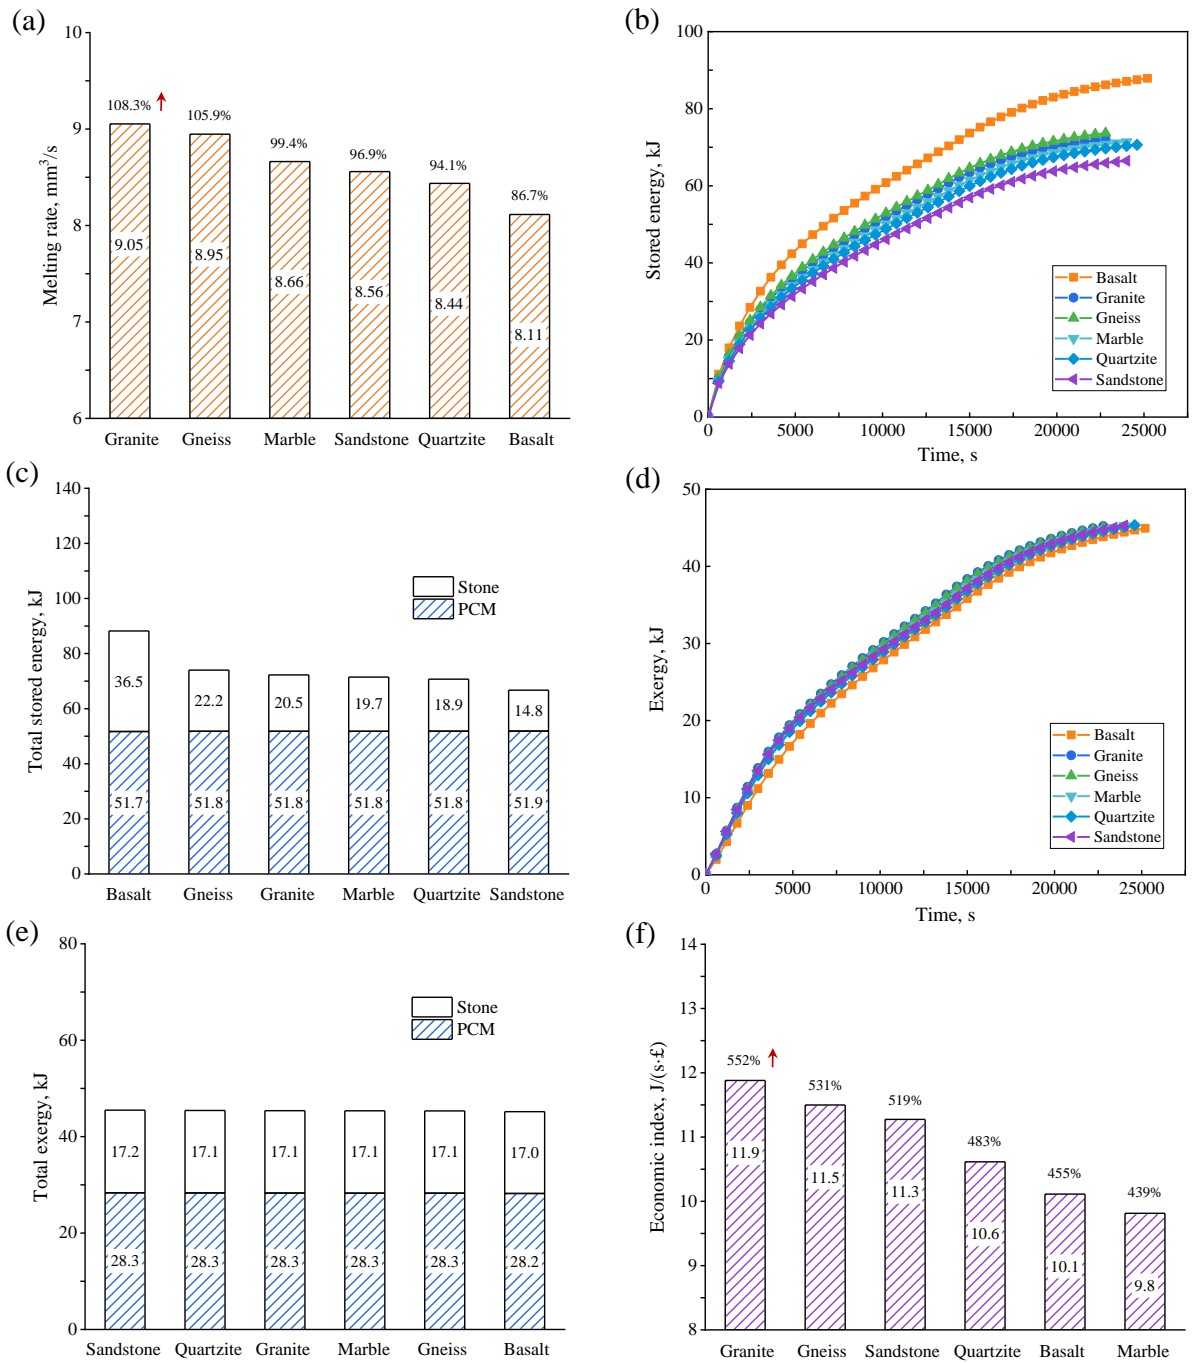 (a)
10
9
8
7
6
Melting rate, mm³/s
108.3%
105.9%
99.4%
96.9%
94.1%
86.7%
9.05
8.95
8.66
8.56
8.44
8.11
Granite
Gneiss
Marble
Sandstone
Quartzite
Basalt
(b)
100
80
60
40
20
0
Stored energy, kJ
Basalt
Granite
Gneiss
Marble
Quartzite
Sandstone
0
5000
10000
15000
20000
25000
Time, s
(c)
140
120
100
80
60
40
20
0
Total stored energy, kJ
Stone
PCM
36.5
22.2
20.5
19.7
18.9
14.8
51.7
51.8
51.8
51.8
51.8
51.9
Basalt
Gneiss
Granite
Marble
Quartzite
Sandstone
(d)
50
40
30
20
10
0
Exergy, kJ
Basalt
Granite
Gneiss
Marble
Quartzite
Sandstone
0
5000
10000
15000
20000
25000
Time, s
(e)
80
60
40
20
0
Total exergy, kJ
Stone
PCM
17.2
17.1
17.1
17.1
17.1
17.0
28.3
28.3
28.3
28.3
28.3
28.2
Sandstone
Quartzite
Granite
Marble
Gneiss
Basalt
(f)
14
13
12
11
10
9
8
Economic index, J/(s·£)
552%
531%
519%
483%
455%
439%
11.9
11.5
11.3
10.6
10.1
9.8
Granite
Gneiss
Sandstone
Quartzite
Basalt
Marble